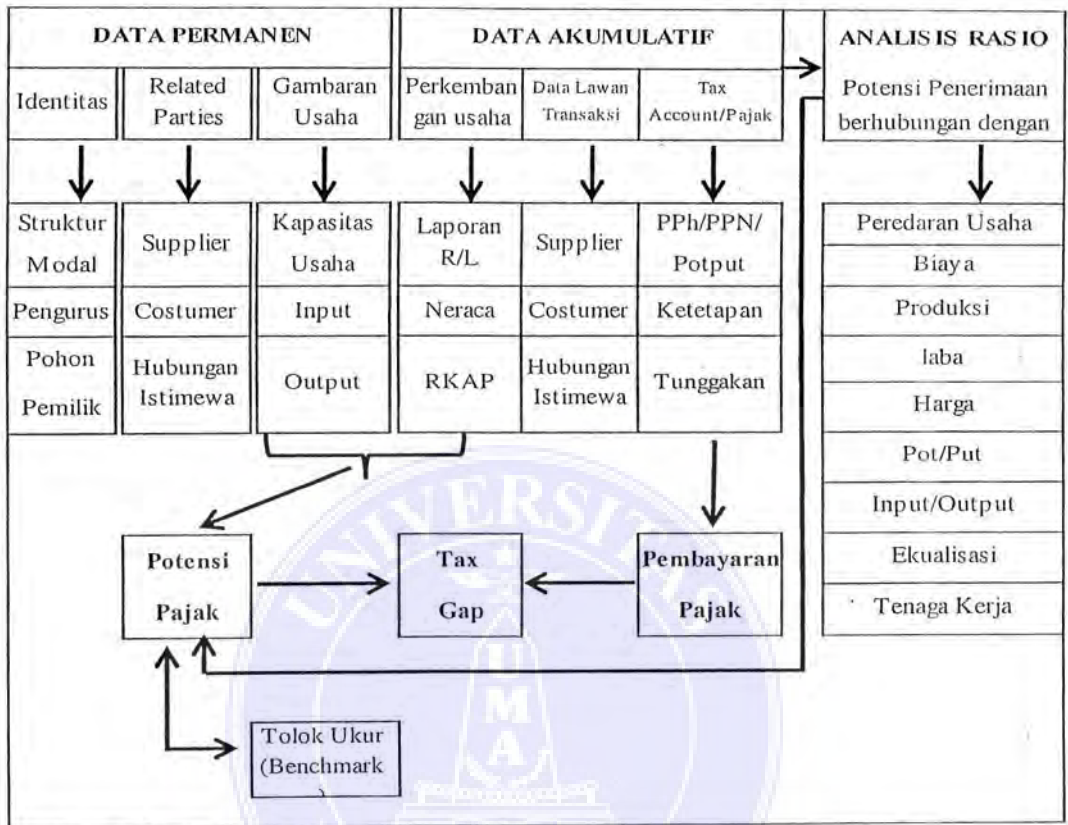 DATA PERMANEN
DATA AKUMULATIF
ANALISIS RASIO
Potensi Penerimaan
berhubungan dengan
Identitas
Related
Parties
Gambaran
Usaha
Perkemban
gan usaha
Data Lawan
Transaksi
Tax
Account/Pajak
Struktur
Modal
Supplier
Kapasitas
Usaha
Laporan
R/L
Supplier
PPh/PPN/
Potput
Pengurus
Costumer
Input
Neraca
Costumer
Ketetapan
Pohon
Pemilik
Hubungan
Istimewa
Output
RKAP
Hubungan
Istimewa
Tunggakan
Peredaran Usaha
Biaya
Produksi
laba
Harga
Pot/Put
Input/Output
Ekualisasi
Tenaga Kerja
Potensi
Pajak
Tax
Gap
Pembayaran
Pajak
Tolok Ukur
(Benchmark
)
UNIVERSITAS
UMA